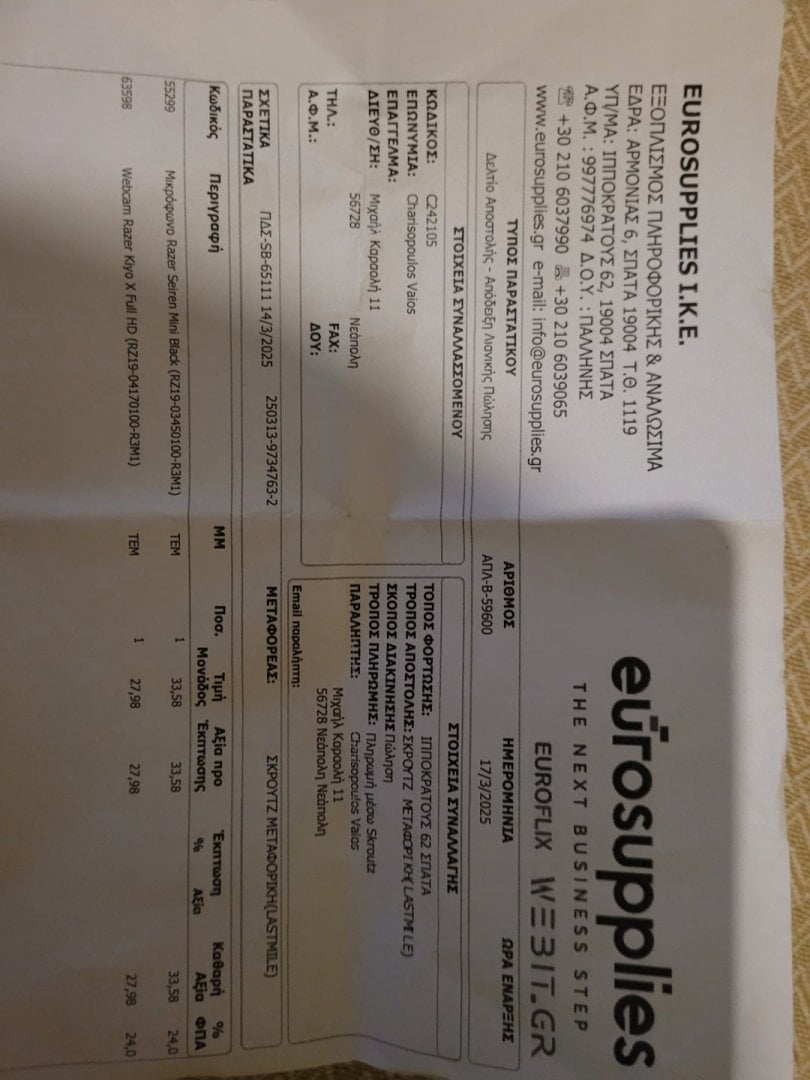 EUROSUPPLIES Ι.Κ.Ε.
ΕΞΟΠΛΙΣΜΟΣ ΠΛΗΡΟΦΟΡΙΚΗΣ & ΑΝΑΛΩΣΙΜΑ
ΕΔΡΑ: ΑΡΜΟΝΙΑΣ 6, ΣΠΑΤΑ 19004 Τ.Θ. 1119
ΥΠ/ΜΑ: ΙΠΠΟΚΡΑΤΟΥΣ 62, 19004 ΣΠΑΤΑ
Α.Φ.Μ. : 997776974 Δ.Ο.Υ. : ΠΑΛΛΗΝΗΣ
☏ +30 210 6037990 +30 210 6039065
www.eurosupplies.gr e-mail: info@eurosupplies.gr
eurosupplies
THE NEXT BUSINESS STEP
EUROFLIX WEBIT.GR
ΤΥΠΟΣ ΠΑΡΑΣΤΑΤΙΚΟΥ ΑΡΙΘΜΟΣ ΗΜΕΡΟΜΗΝΙΑ ΩΡΑ ΕΝΑΡΞΗΣ
Δελτίο Αποστολής - Απόδειξη Λιανικής Πώλησης ΑΠΛ-Β-59600 17/3/2025
ΣΤΟΙΧΕΙΑ ΣΥΝΑΛΛΑΣΣΟΜΕΝΟΥ
ΚΩΔΙΚΟΣ: C242105
ΕΠΩΝΥΜΙΑ: Charisopoulos Vaios
ΕΠΑΓΓΕΛΜΑ:
ΔΙΕΥΘ/ΣΗ: Μιχαήλ Καραολή 11
56728 Νεάπολη
ΤΗΛ.: FAX:
Α.Φ.Μ.: ΔΟΥ:
ΣΤΟΙΧΕΙΑ ΣΥΝΑΛΛΑΓΗΣ
ΤΟΠΟΣ ΦΟΡΤΩΣΗΣ: ΙΠΠΟΚΡΑΤΟΥΣ 62 ΣΠΑΤΑ
ΤΡΟΠΟΣ ΑΠΟΣΤΟΛΗΣ: ΣΚΡΟΥΤΖ ΜΕΤΑΦΟΡΙΚΗ(LASTMILE)
ΣΚΟΠΟΣ ΔΙΑΚΙΝΗΣΗΣ Πώληση
ΤΡΟΠΟΣ ΠΛΗΡΩΜΗΣ: Πληρωμή μέσω Skroutz
ΠΑΡΑΛΗΠΤΗΣ: Charisopoulos Vaios
Μιχαήλ Καραολή 11
56728 Νεάπολη Νεάπολη
Email παραλήπτη:
ΣΧΕΤΙΚΑ ΠΑΡΑΣΤΑΤΙΚΑ ΠΔΣ-SB-65111 14/3/2025 250313-9734763-2 ΜΕΤΑΦΟΡΕΑΣ: ΣΚΡΟΥΤΖ ΜΕΤΑΦΟΡΙΚΗ(LASTMILE)
Κωδικός Περιγραφή ΜΜ Ποσ. Τιμή Μονάδος Αξία προ Έκπτωσης Έκπτωση % Αξία Καθαρή Αξία % ΦΠΑ
55299 Μικρόφωνο Razer Seiren Mini Black (RZ19-03450100-R3M1) ΤΕΜ 1 33,58 33,58 33,58 24,0
63598 Webcam Razer Kiyo X Full HD (RZ19-04170100-R3M1) ΤΕΜ 1 27,98 27,98 27,98 24,0